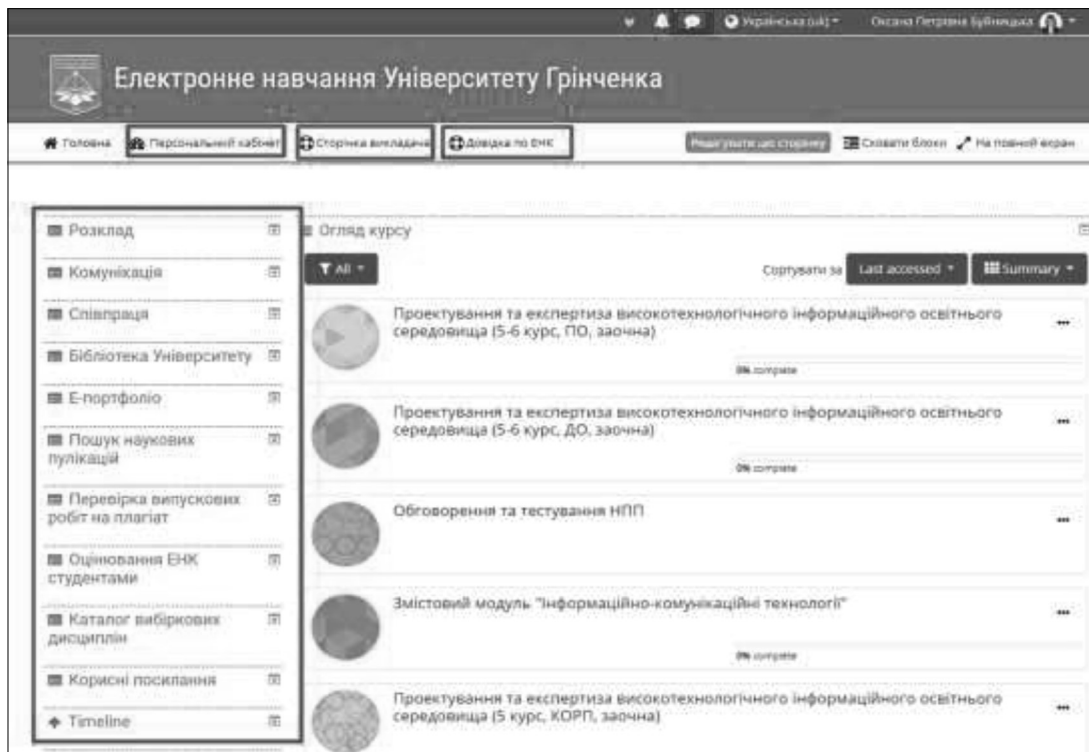 Українська (uk)
Оксана Петрівна Буйницька
Електронне навчання Університету Грінченка
Головна Персональний кабінет Сторінка викладача Довідка по ЕНК Редагувати цю сторінку Сховати блоки На повний екран
Розклад
Комунікація
Співпраця
Бібліотека Університету
Е-портфоліо
Пошук наукових
пулікацій
Перевірка випускових
робіт на плагіат
Оцінювання ЕНК
студентами
Каталог вибіркових
дисциплін
Корисні посилання
Timeline
Огляд курсу
All Сортувати за Last accessed Summary
Проектування та експертиза високотехнологічного інформаційного освітнього
середовища (5-6 курс, ПО, заочна)
0% complete
Проектування та експертиза високотехнологічного інформаційного освітнього
середовища (5-6 курс, ДО, заочна)
0% complete
Обговорення та тестування НПП
Змістовий модуль "Інформаційно-комунікаційні технології"
0% complete
Проектування та експертиза високотехнологічного інформаційного освітнього
середовища (5 курс, КОРП, заочна)